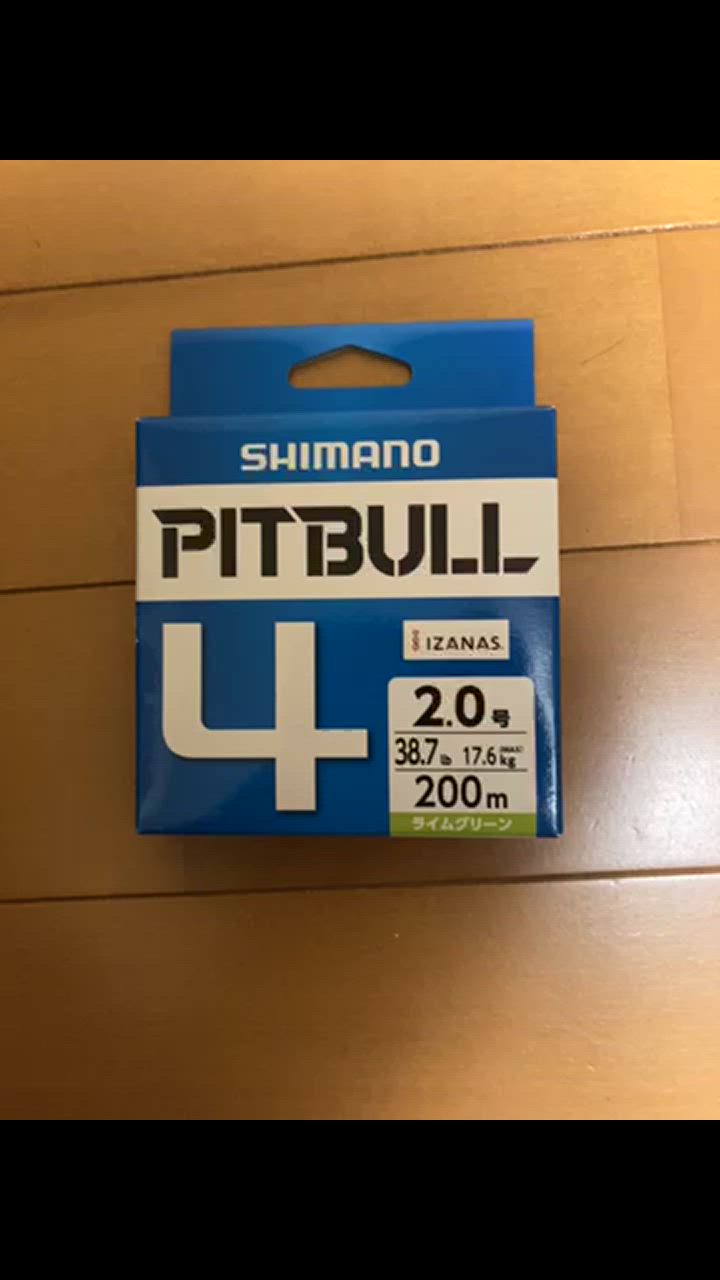 SHIMANO
PITBULL
4
IZANAS
2.0号
38.7lb 17.6kg (MAX)
200m
ライムグリーン